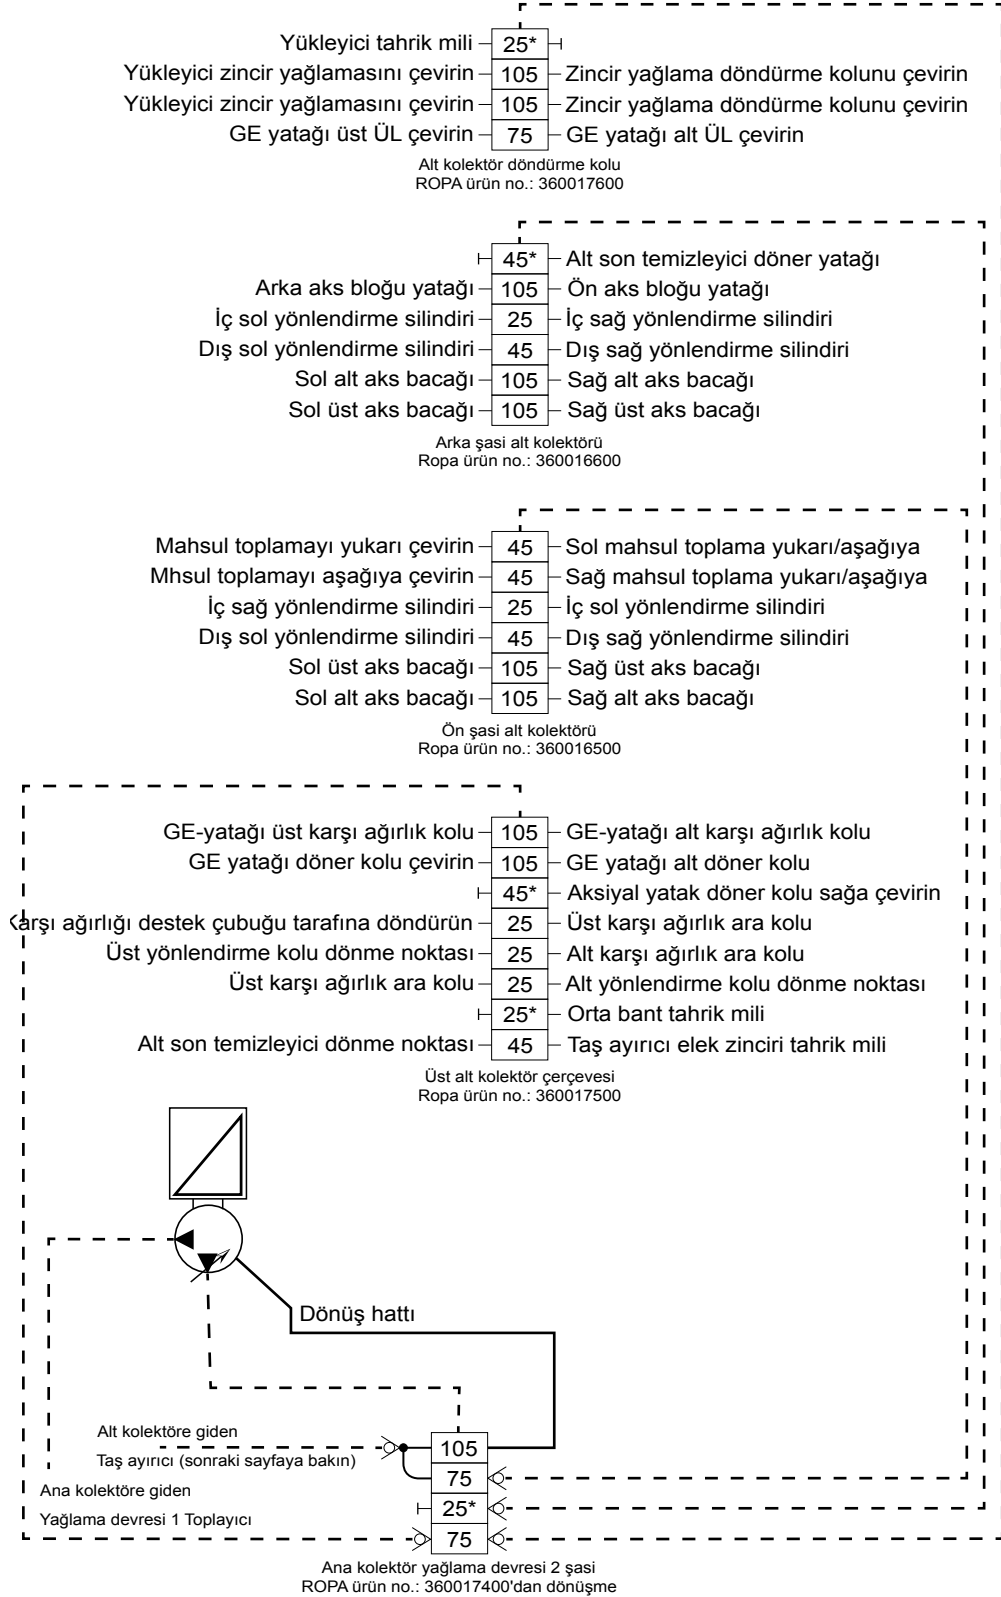 Yükleyici tahrik mili 25*
Yükleyici zincir yağlamasını çevirin 105 Zincir yağlama döndürme kolunu çevirin
Yükleyici zincir yağlamasını çevirin 105 Zincir yağlama döndürme kolunu çevirin
GE yatağı üst ÜL çevirin 75 GE yatağı alt ÜL çevirin
Alt kolektör döndürme kolu
ROPA ürün no.: 360017600
45* Alt son temizleyici döner yatağı
Arka aks bloğu yatağı 105 Ön aks bloğu yatağı
İç sol yönlendirme silindiri 25 İç sağ yönlendirme silindiri
Dış sol yönlendirme silindiri 45 Dış sağ yönlendirme silindiri
Sol alt aks bacağı 105 Sağ alt aks bacağı
Sol üst aks bacağı 105 Sağ üst aks bacağı
Arka şasi alt kolektörü
Ropa ürün no.: 360016600
Mahsul toplamayı yukarı çevirin 45 Sol mahsul toplama yukarı/aşağıya
Mhsul toplamayı aşağıya çevirin 45 Sağ mahsul toplama yukarı/aşağıya
İç sağ yönlendirme silindiri 25 İç sol yönlendirme silindiri
Dış sol yönlendirme silindiri 45 Dış sağ yönlendirme silindiri
Sol üst aks bacağı 105 Sağ üst aks bacağı
Sol alt aks bacağı 105 Sağ alt aks bacağı
Ön şasi alt kolektörü
Ropa ürün no.: 360016500
GE-yatağı üst karşı ağırlık kolu 105 GE-yatağı alt karşı ağırlık kolu
GE yatağı döner kolu çevirin 105 GE yatağı alt döner kolu
45* Aksiyal yatak döner kolu sağa çevirin
Karşı ağırlığı destek çubuğu tarafına döndürün 25 Üst karşı ağırlık ara kolu
Üst yönlendirme kolu dönme noktası 25 Alt karşı ağırlık ara kolu
Üst karşı ağırlık ara kolu 25 Alt yönlendirme kolu dönme noktası
25* Orta bant tahrik mili
Alt son temizleyici dönme noktası 45 Taş ayırıcı elek zinciri tahrik mili
Üst alt kolektör çerçevesi
Ropa ürün no.: 360017500
Dönüş hattı
Alt kolektöre giden
105
Taş ayırıcı (sonraki sayfaya bakın)
75
Ana kolektöre giden
25*
Yağlama devresi 1 Toplayıcı
75
Ana kolektör yağlama devresi 2 şasi
ROPA ürün no.: 360017400'dan dönüşme